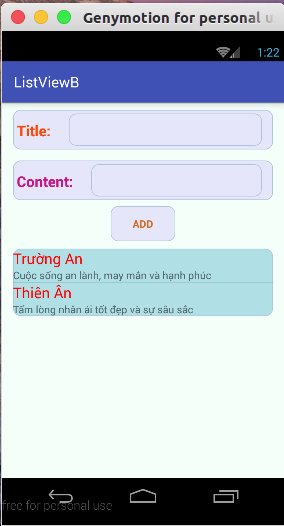 Genymotion for personal u
1:22
ListViewB
Title:
Content:
ADD
Trường An
Cuộc sống an lành, may mắn và hạnh phúc
Thiên Ân
Tấm lòng nhân ái tốt đẹp và sự sâu sắc
free for personal use